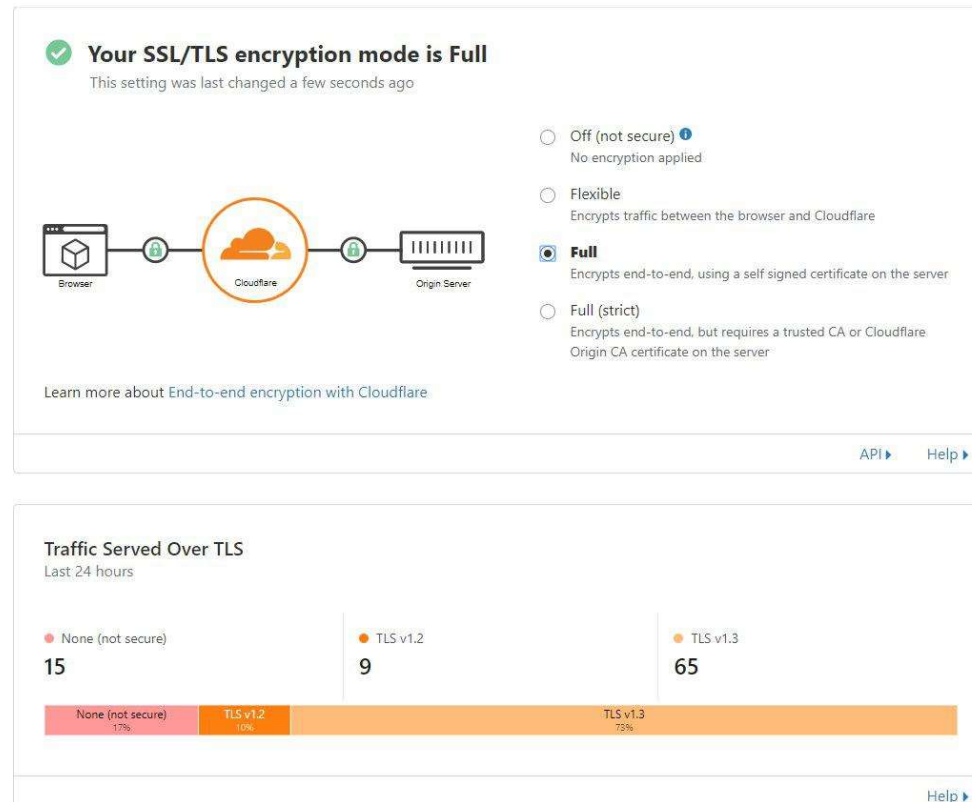 Your SSL/TLS encryption mode is Full
This setting was last changed a few seconds ago
Off (not secure)
No encryption applied
Flexible
Encrypts traffic between the browser and Cloudflare
Full
Encrypts end-to-end, using a self signed certificate on the server
Full (strict)
Encrypts end-to-end, but requires a trusted CA or Cloudflare
Origin CA certificate on the server
Browser
Cloudflare
Origin Server
Learn more about End-to-end encryption with Cloudflare
API Help
Traffic Served Over TLS
Last 24 hours
None (not secure) TLS v1.2 TLS v1.3
15 9 65
None (not secure) TLS v1.2 TLS v1.3
17% 10% 73%
Help